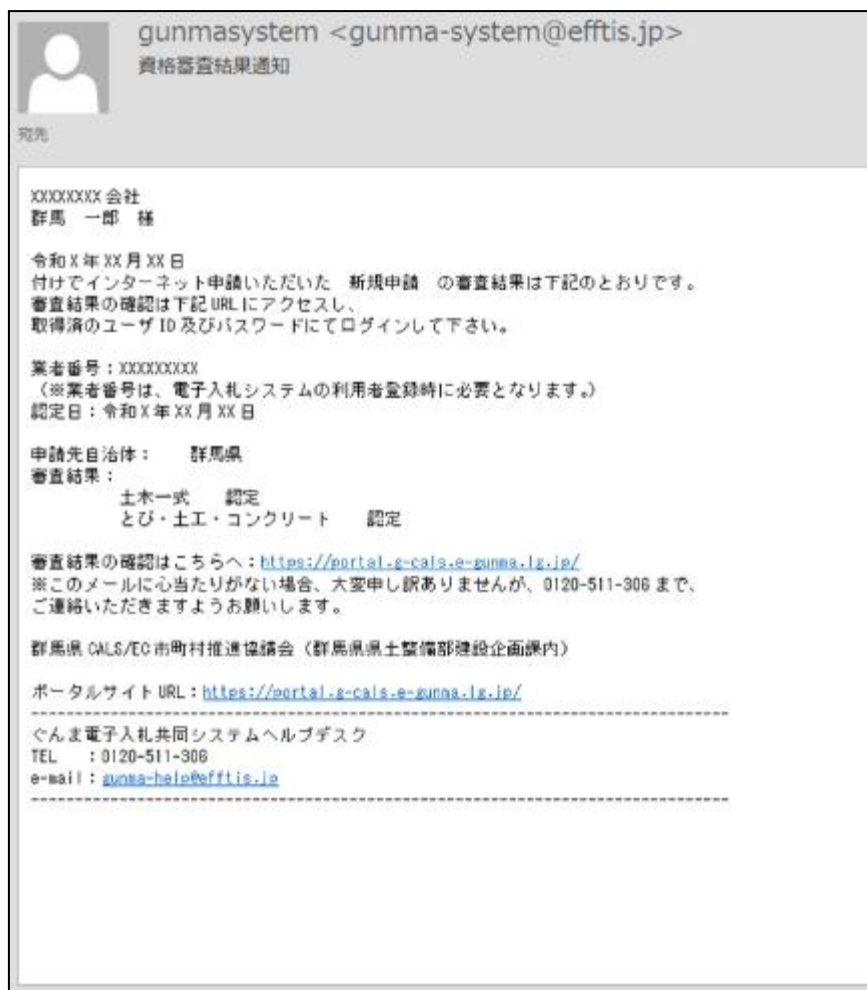 gunmasystem <gunma-system@efftis.jp>
資格審査結果通知
宛先
XXXXXXXX 会社
群馬　一郎　様
令和X年XX月XX日
付けでインターネット申請いただいた　新規申請　の審査結果は下記のとおりです。
審査結果の確認は下記URLにアクセスし、
取得済のユーザID及びパスワードにてログインして下さい。
業者番号：XXXXXXXXX
（※業者番号は、電子入札システムの利用者登録時に必要となります。）
認定日：令和X年XX月XX日
申請先自治体：　　群馬県
審査結果：
土木一式　　認定
とび・土工・コンクリート　　認定
審査結果の確認はこちらへ：https://portal.g-cals.e-gunma.lg.jp/
※このメールに心当たりがない場合、大変申し訳ありませんが、0120-511-306まで、
ご連絡いただきますようお願いします。
群馬県CALS/EC市町村推進協議会（群馬県県土整備部建設企画課内）
ポータルサイトURL：https://portal.g-cals.e-gunma.lg.jp/
--------------------------------------------------------------------------------
ぐんま電子入札共同システムヘルプデスク
TEL　　：0120-511-306
e-mail：gunma-help@efftis.jp
--------------------------------------------------------------------------------